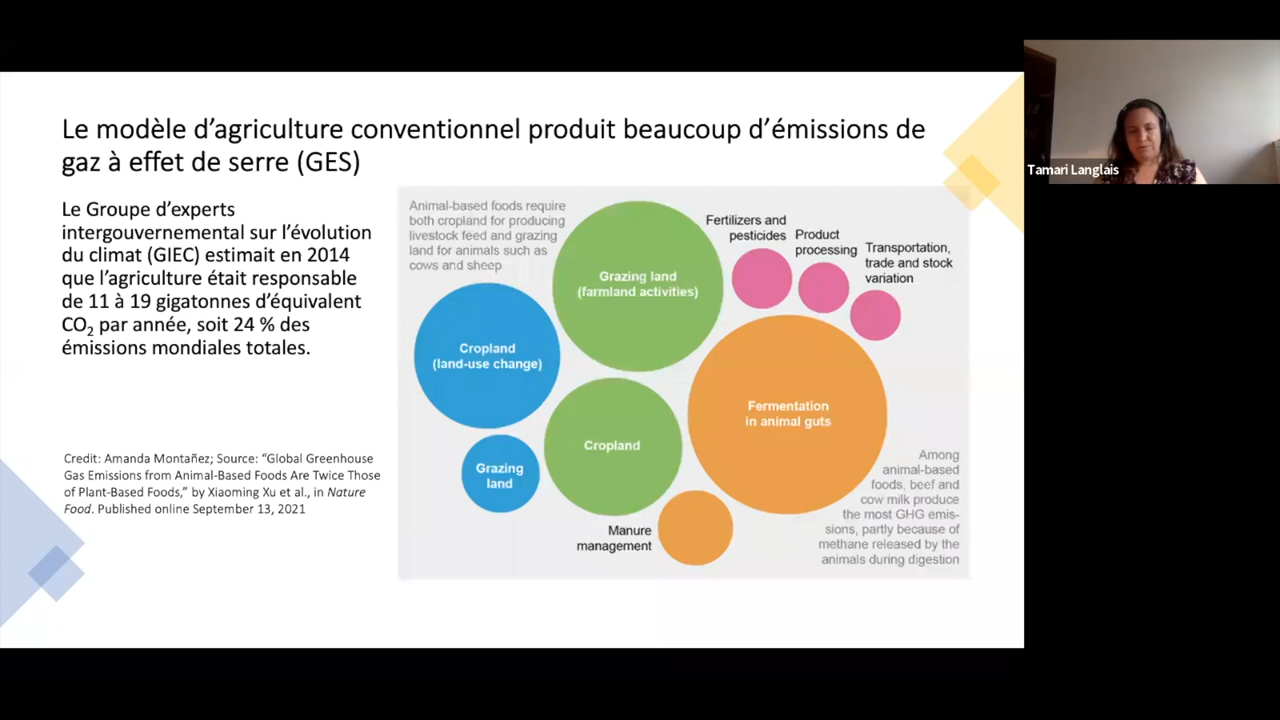 Le modèle d’agriculture conventionnel produit beaucoup d’émissions de
gaz à effet de serre (GES)
Le Groupe d’experts
intergouvernemental sur l’évolution
du climat (GIEC) estimait en 2014
que l’agriculture était responsable
de 11 à 19 gigatonnes d’équivalent
CO₂ par année, soit 24 % des
émissions mondiales totales.
Credit: Amanda Montañez; Source: “Global Greenhouse
Gas Emissions from Animal-Based Foods Are Twice Those
of Plant-Based Foods,” by Xiaoming Xu et al., in Nature
Food. Published online September 13, 2021
Animal-based foods require
both cropland for producing
livestock feed and grazing
land for animals such as
cows and sheep
Grazing land
(farmland activities)
Fertilizers and
pesticides
Product
processing
Transportation,
trade and stock
variation
Cropland
(land-use change)
Cropland
Fermentation
in animal guts
Grazing
land
Manure
management
Among
animal-based
foods, beef and
cow milk produce
the most GHG emis-
sions, partly because of
methane released by the
animals during digestion
Tamari Langlais